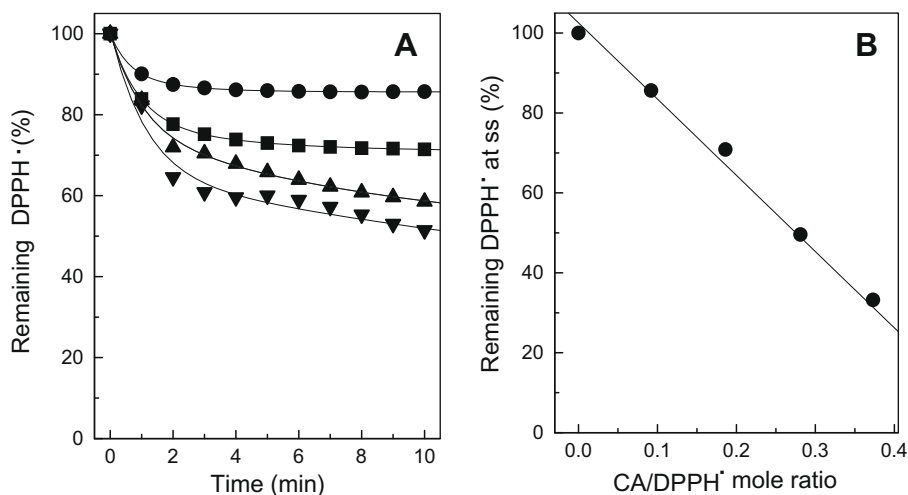 A
Remaining DPPH· (%)
100
80
60
40
20
0
0 2 4 6 8 10
Time (min)
B
Remaining DPPH· at ss (%)
100
80
60
40
20
0
0.0 0.1 0.2 0.3 0.4
CA/DPPH· mole ratio